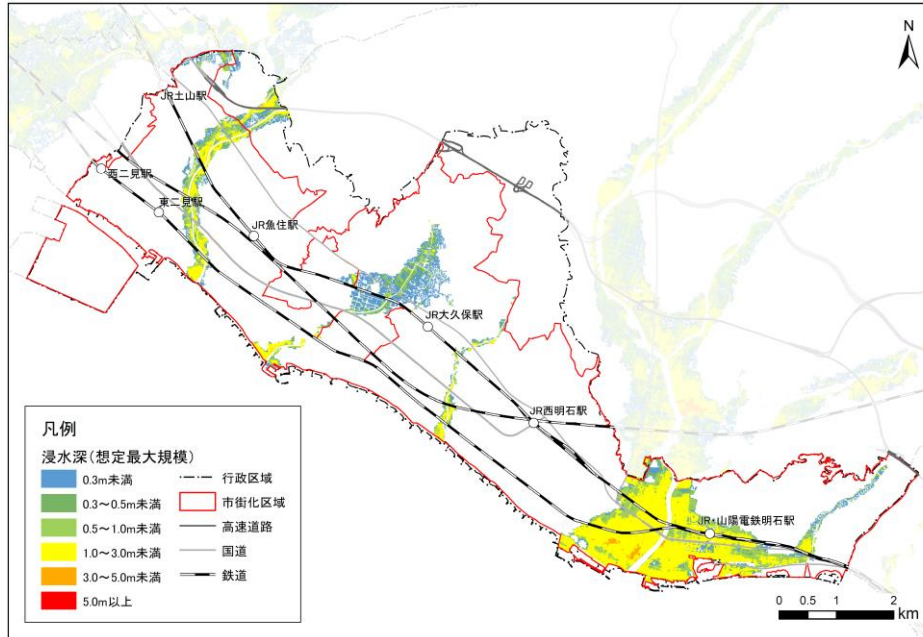 N
JR土山駅
西二見駅
東二見駅
JR魚住駅
JR大久保駅
JR西明石駅
JR・山陽電鉄明石駅
凡例
浸水深(想定最大規模)
0.3m未満
0.3～0.5m未満
0.5～1.0m未満
1.0～3.0m未満
3.0～5.0m未満
5.0m以上
行政区域
市街化区域
高速道路
国道
鉄道
0 0.5 1 2
km